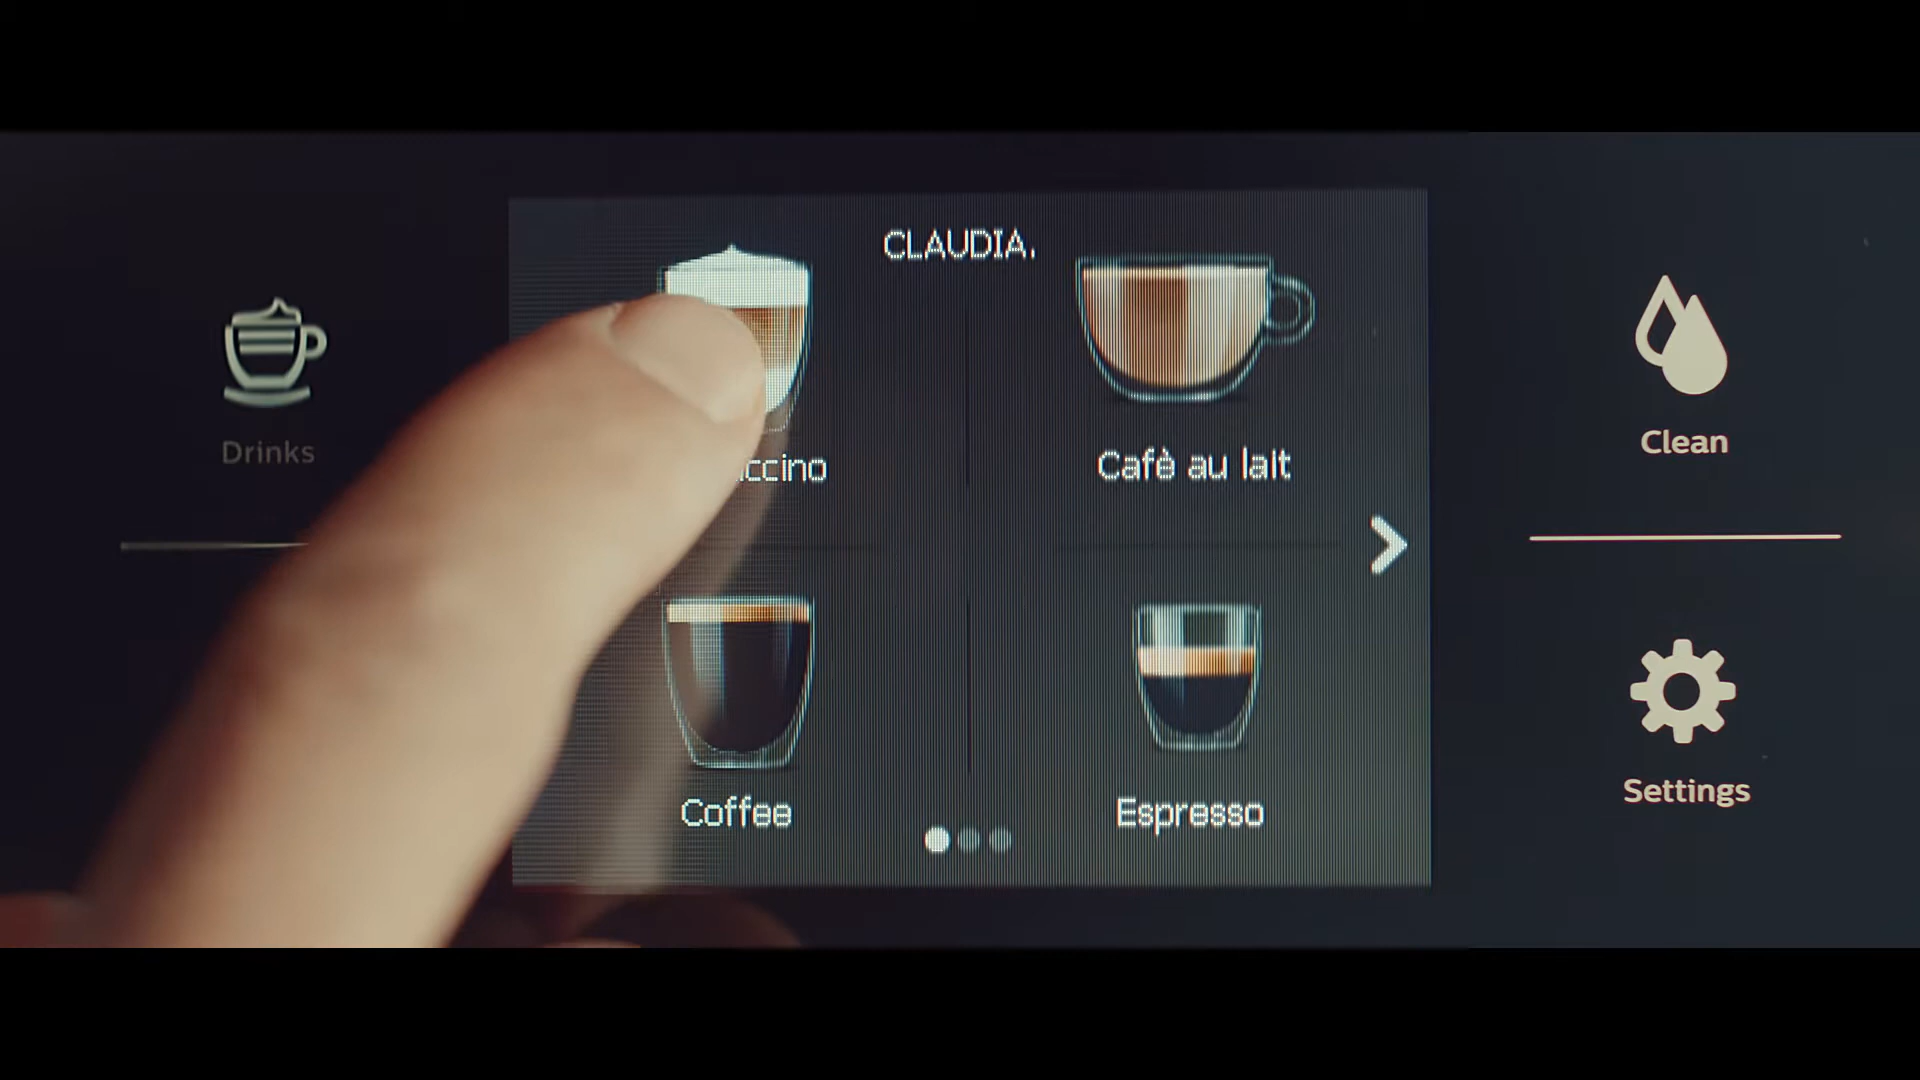 CLAUDIA.
Drinks
ccino
Cafè au lait
Clean
Coffee
Espresso
Settings